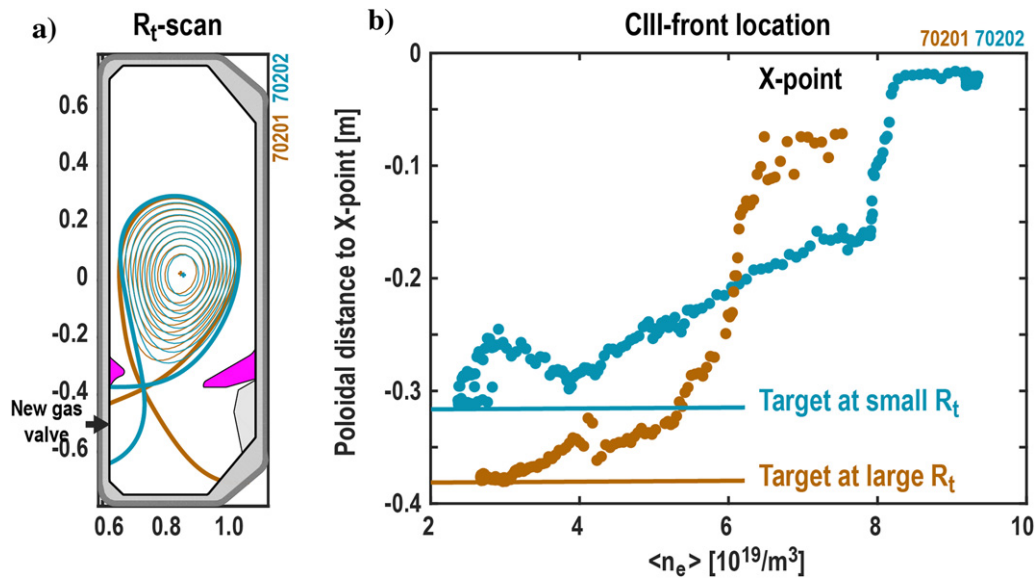 a)
Rt-scan
70201 70202
0.6
0.4
0.2
0
-0.2
-0.4
-0.6
New gas
valve
0.6 0.8 1.0
b)
CIII-front location
70201 70202
X-point
Poloidal distance to X-point [m]
0
-0.1
-0.2
-0.3
-0.4
Target at small Rt
Target at large Rt
2 4 6 8 10
<ne> [10^19/m^3]